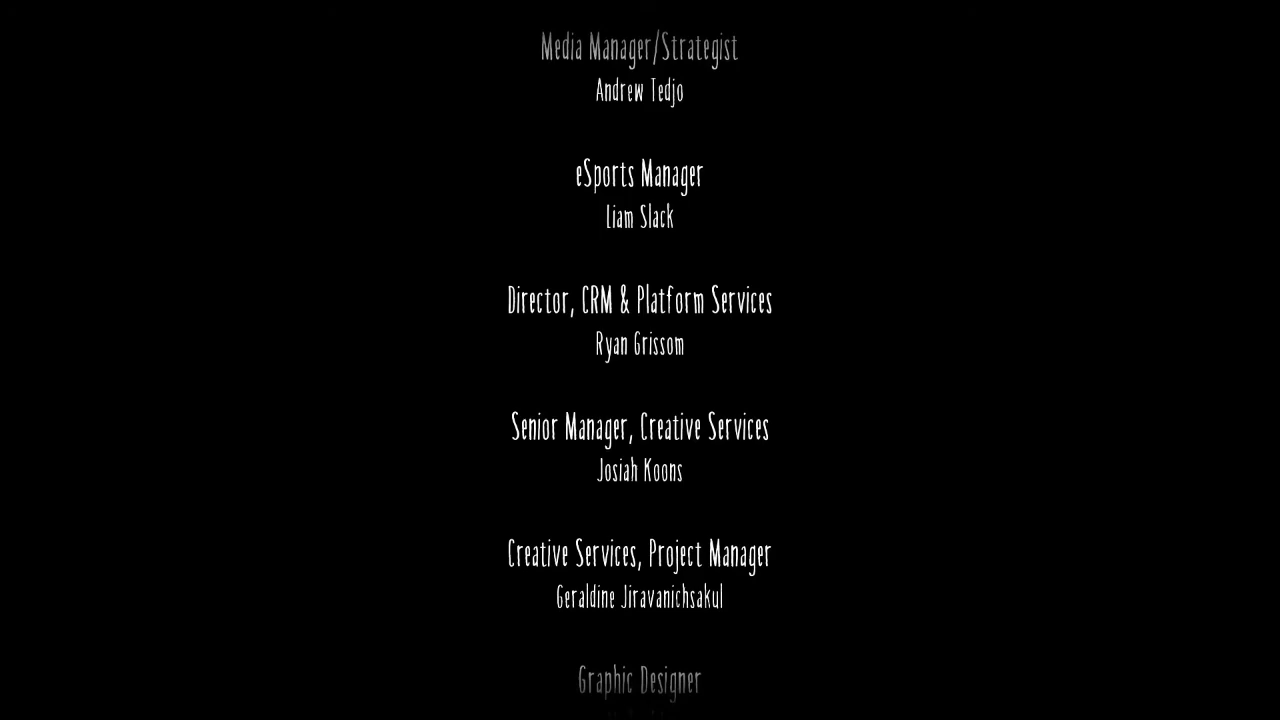 Media Manager/Strategist
Andrew Tedjo
eSports Manager
Liam Slack
Director, CRM & Platform Services
Ryan Grissom
Senior Manager, Creative Services
Josiah Koons
Creative Services, Project Manager
Geraldine Jiravanichsakul
Graphic Designer